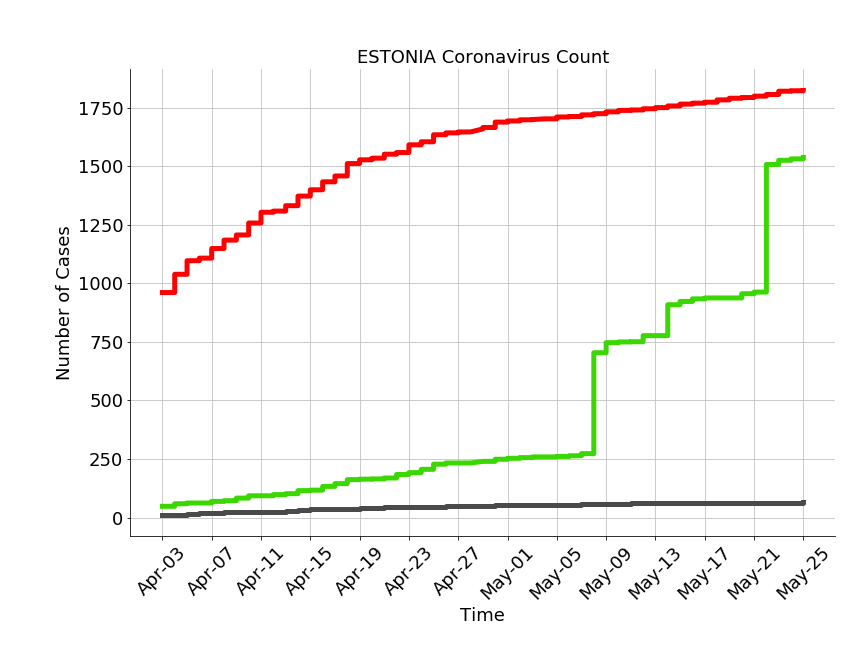 ESTONIA Coronavirus Count
Number of Cases
1750
1500
1250
1000
750
500
250
0
Apr-03
Apr-07
Apr-11
Apr-15
Apr-19
Apr-23
Apr-27
May-01
May-05
May-09
May-13
May-17
May-21
May-25
Time